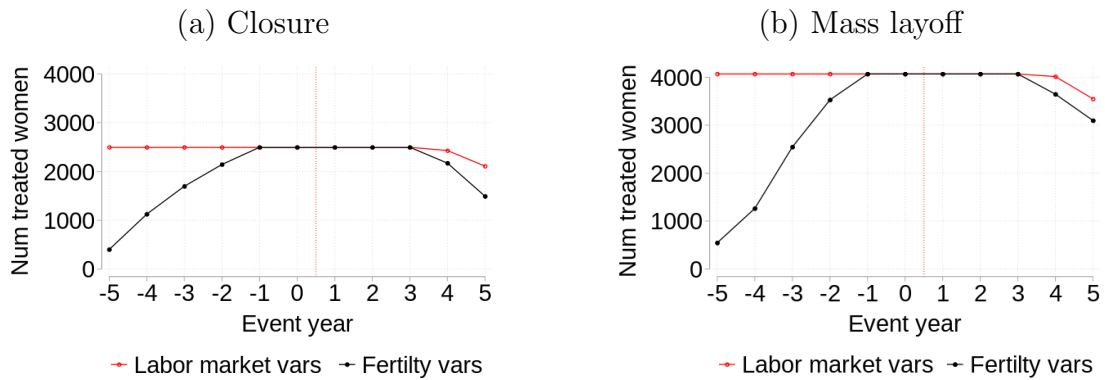 (a) Closure
Num treated women
4000
3000
2000
1000
0
-5 -4 -3 -2 -1 0 1 2 3 4 5
Event year
Labor market vars Fertilty vars
(b) Mass layoff
Num treated women
4000
3000
2000
1000
0
-5 -4 -3 -2 -1 0 1 2 3 4 5
Event year
Labor market vars Fertilty vars